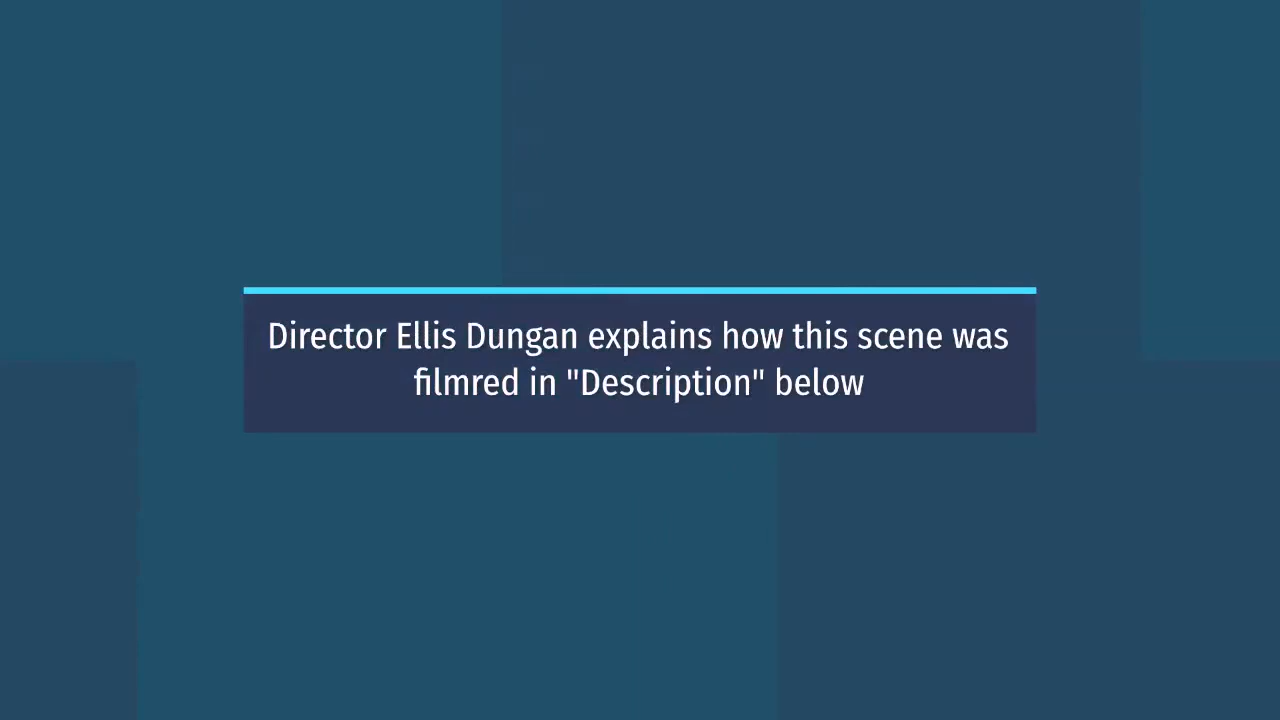 Director Ellis Dungan explains how this scene was
filmred in "Description" below